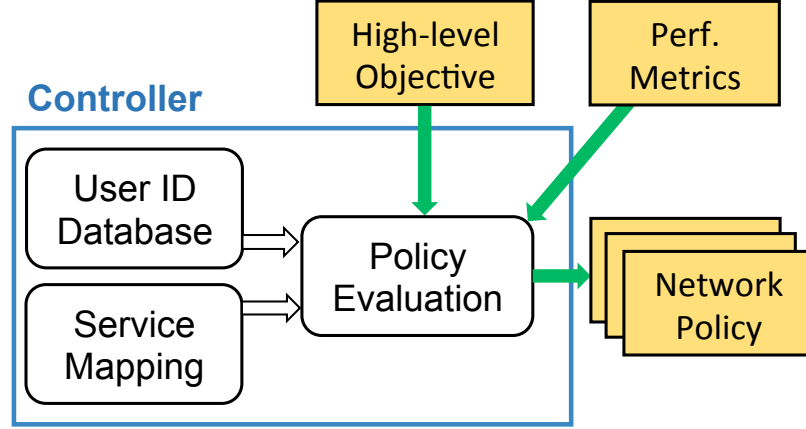 High-level
Objective
Perf.
Metrics
Controller
User ID
Database
Policy
Evaluation
Service
Mapping
Network
Policy